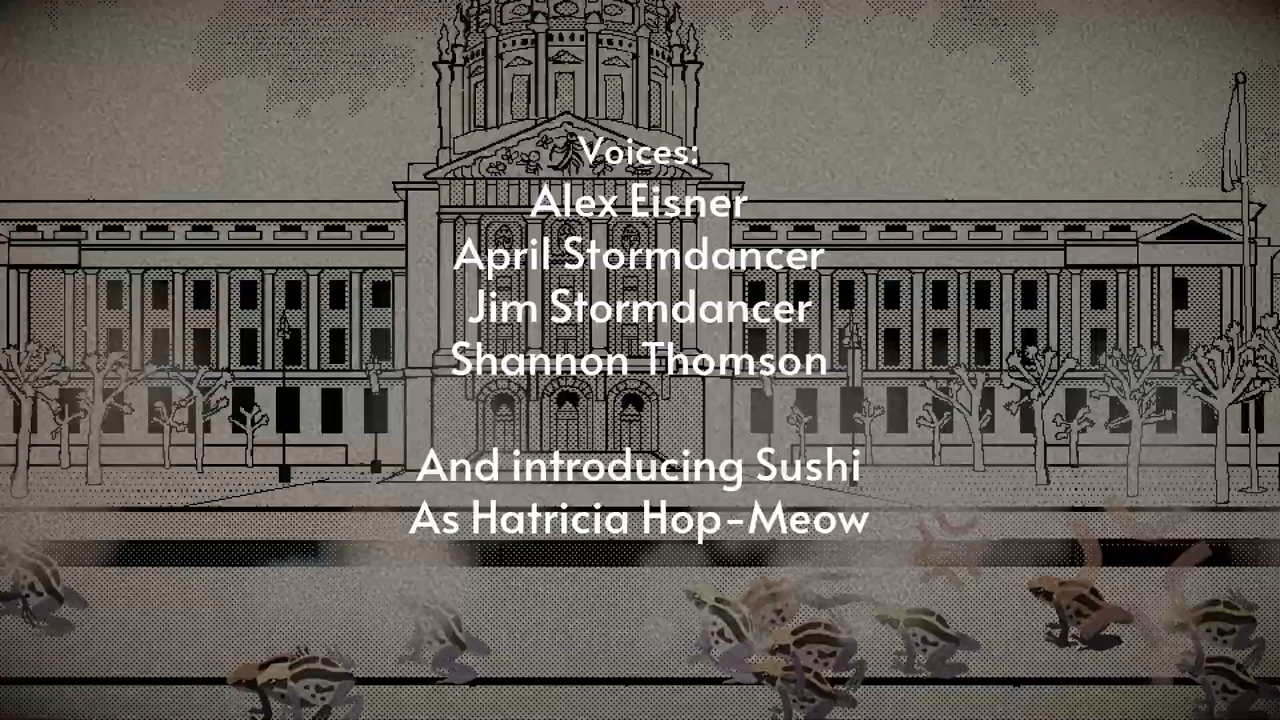 Voices:
Alex Eisner
April Stormdancer
Jim Stormdancer
Shannon Thomson
And introducing Sushi
As Hatricia Hop-Meow